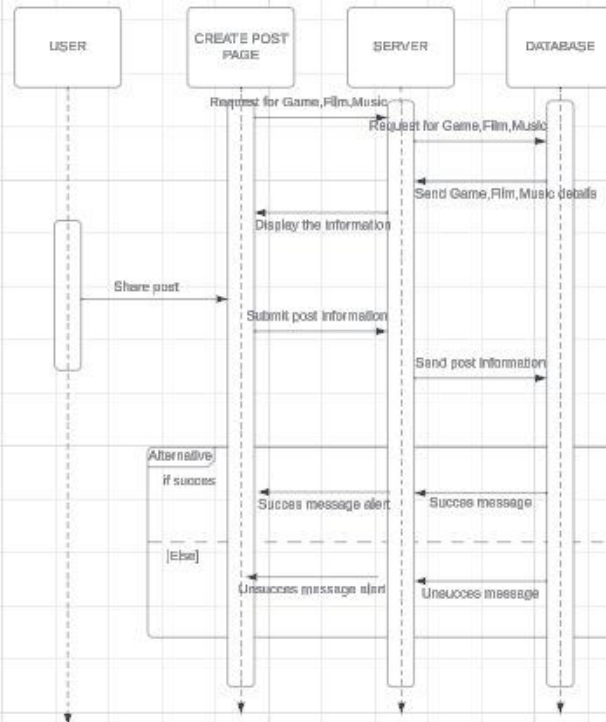 USER
CREATE POST
PAGE
SERVER
DATABASE
Request for Game,Film,Music
Request for Game,Film,Music
Send Game,Film,Music details
Display the information
Share post
Submit post information
Send post information
Alternative
if succes
Succes message alert
Succes message
[Else]
Unsucces message alert
Unsucces message